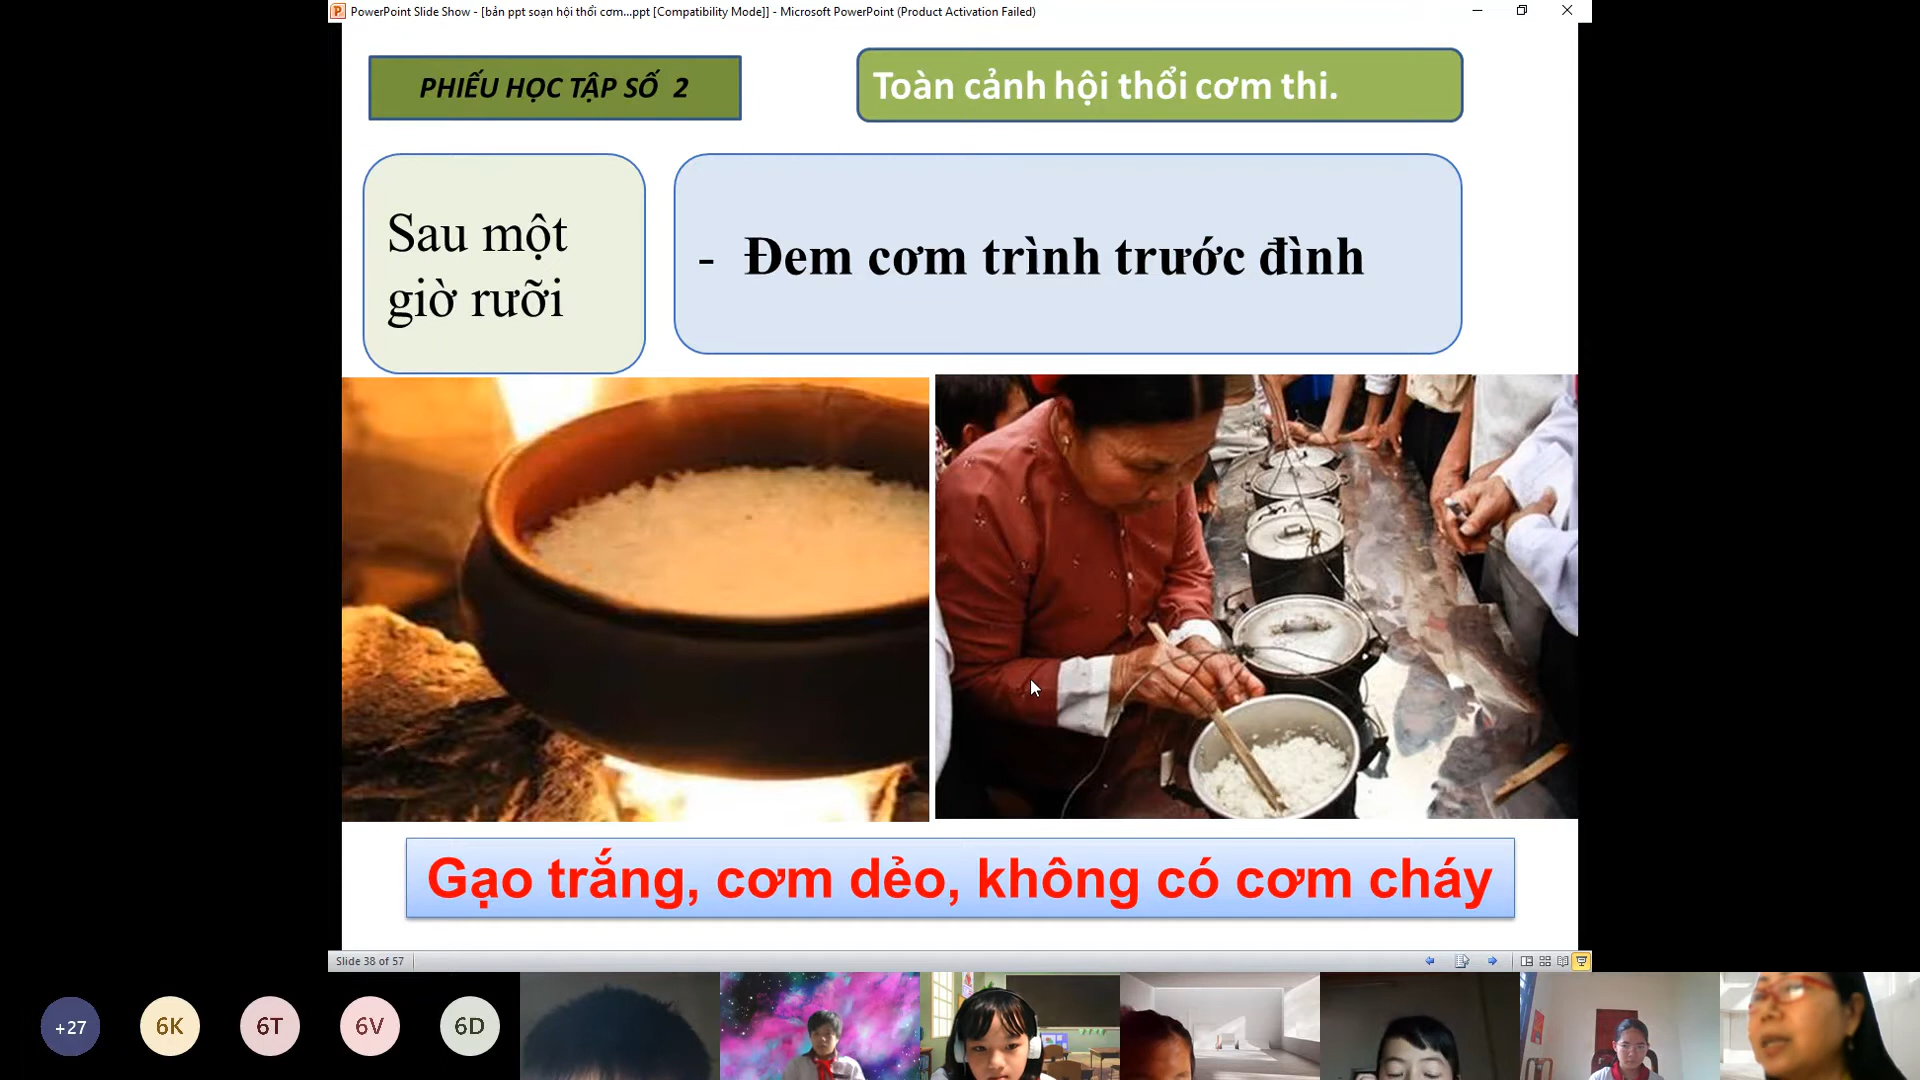 PowerPoint Slide Show - [bản ppt soạn hội thổi cơm...ppt [Compatibility Mode]] - Microsoft PowerPoint (Product Activation Failed)
PHIẾU HỌC TẬP SỐ 2
Toàn cảnh hội thổi cơm thi.
Sau một
giờ rưỡi
- Đem cơm trình trước đình
Gạo trắng, cơm dẻo, không có cơm cháy
Slide 38 of 57
+27
6K
6T
6V
6D